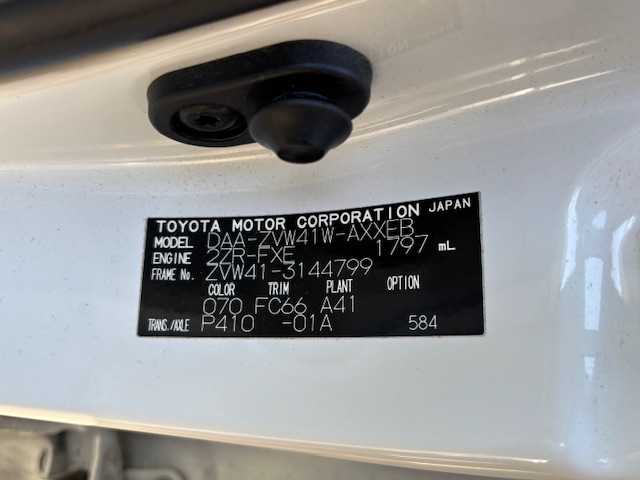 TOYOTA MOTOR CORPORATION JAPAN
MODEL DAA-ZVW41W-AXXEB
ENGINE 2ZR-FXE 1797 mL
FRAME No. ZVW41-3144799
COLOR TRIM PLANT OPTION
070 FC66 A41
TRANS./AXLE P410 -01A 584